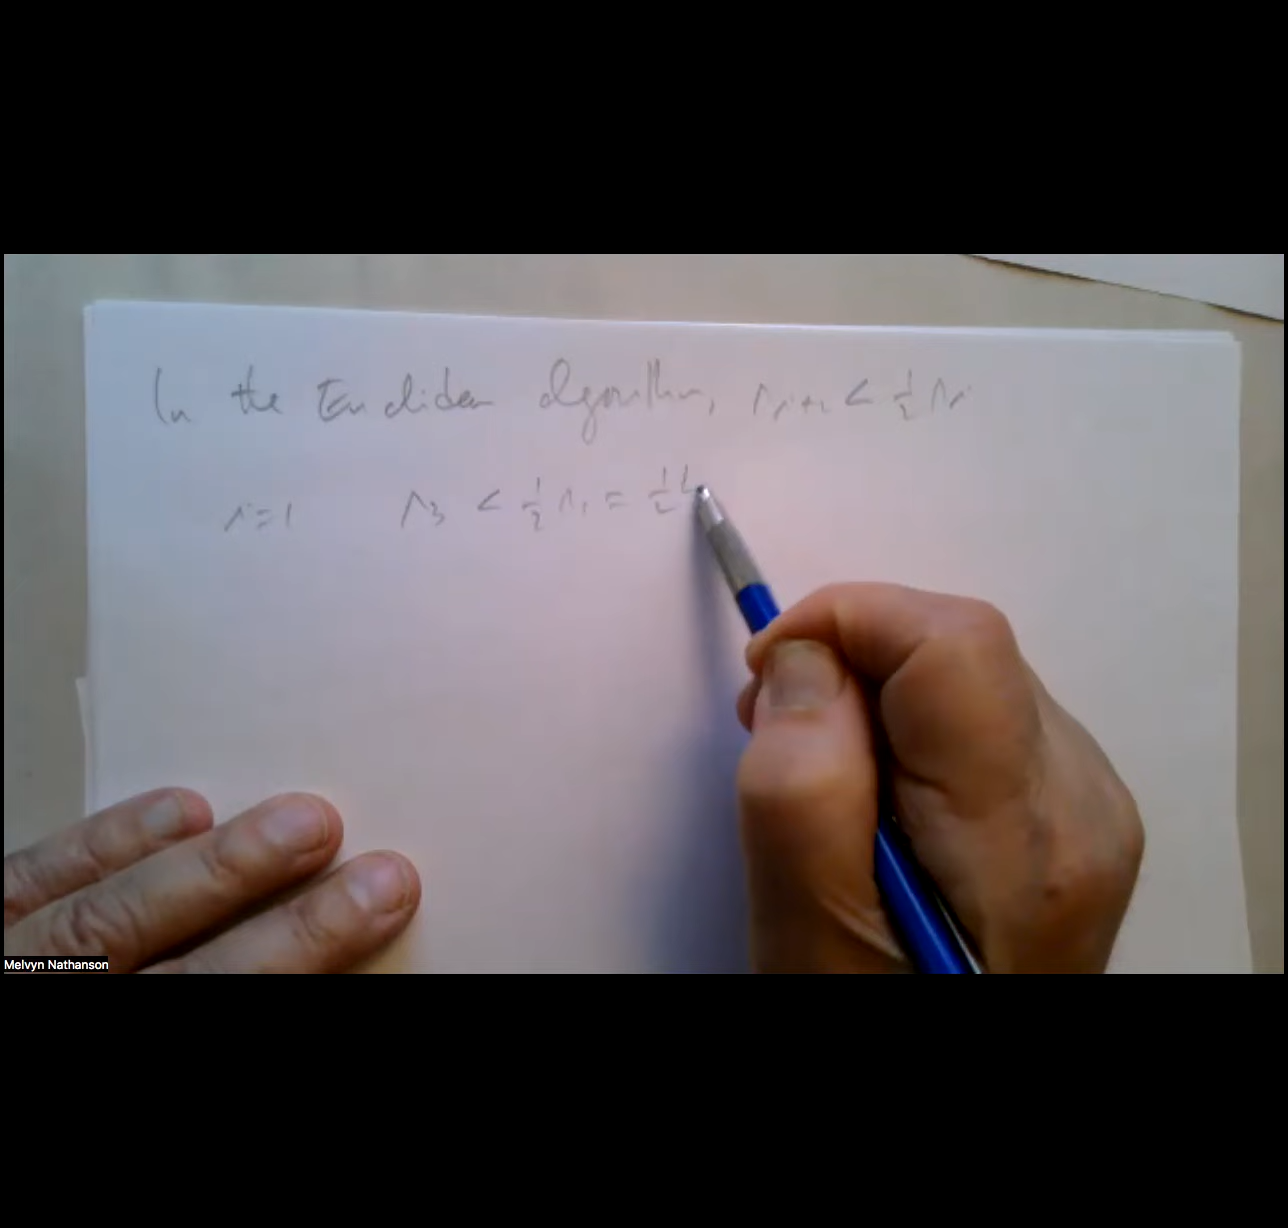 In the Euclidean algorithm, r_{i+2} < 1/2 r_i
i=1 r_3 < 1/2 r_1 = 1/2 b
Melvyn Nathanson